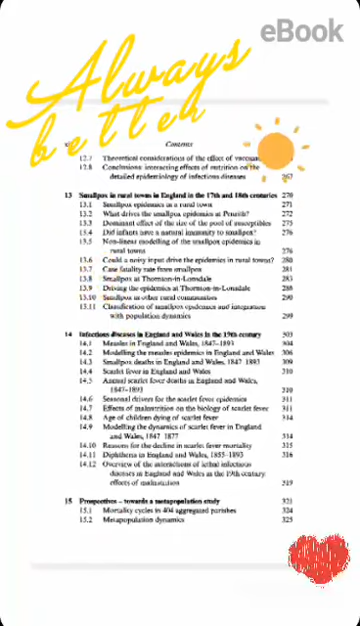 eBook
Always
better
Contents
12.7 Theoretical considerations of the effect of
12.8 Conclusions: interacting effects of nutrition on the
detailed epidemiology of infectious diseases 267
13 Smallpox in rural towns in England in the 17th and 18th centuries 270
13.1 Smallpox epidemics in a rural town 271
13.2 What drives the smallpox epidemics at Penrith? 272
13.3 Dominant effect of the size of the pool of susceptibles 275
13.4 Did infants have a natural immunity to smallpox? 276
13.5 Non-linear modelling of the smallpox epidemics in
rural towns 276
13.6 Could a noisy input drive the epidemics in rural towns? 280
13.7 Case fatality rate from smallpox 281
13.8 Smallpox at Thornton-in-Lonsdale 283
13.9 Driving the epidemics at Thornton-in-Lonsdale 288
13.10 Smallpox in other rural communities 290
13.11 Classification of smallpox epidemics and integration
with population dynamics 299
14 Infectious diseases in England and Wales in the 19th century 303
14.1 Measles in England and Wales, 1847–1893 304
14.2 Modelling the measles epidemics in England and Wales 306
14.3 Smallpox deaths in England and Wales, 1847–1893 309
14.4 Scarlet fever in England and Wales 310
14.5 Annual scarlet fever deaths in England and Wales,
1847–1893 310
14.6 Seasonal drivers for the scarlet fever epidemics 311
14.7 Effects of malnutrition on the biology of scarlet fever 311
14.8 Age of children dying of scarlet fever 314
14.9 Modelling the dynamics of scarlet fever in England
and Wales, 1847–1877 314
14.10 Reasons for the decline in scarlet fever mortality 315
14.11 Diphtheria in England and Wales, 1855–1893 316
14.12 Overview of the interactions of lethal infectious
diseases in England and Wales in the 19th century:
effects of malnutrition 319
15 Prospectives – towards a metapopulation study 321
15.1 Mortality cycles in 404 aggregated parishes 324
15.2 Metapopulation dynamics 325